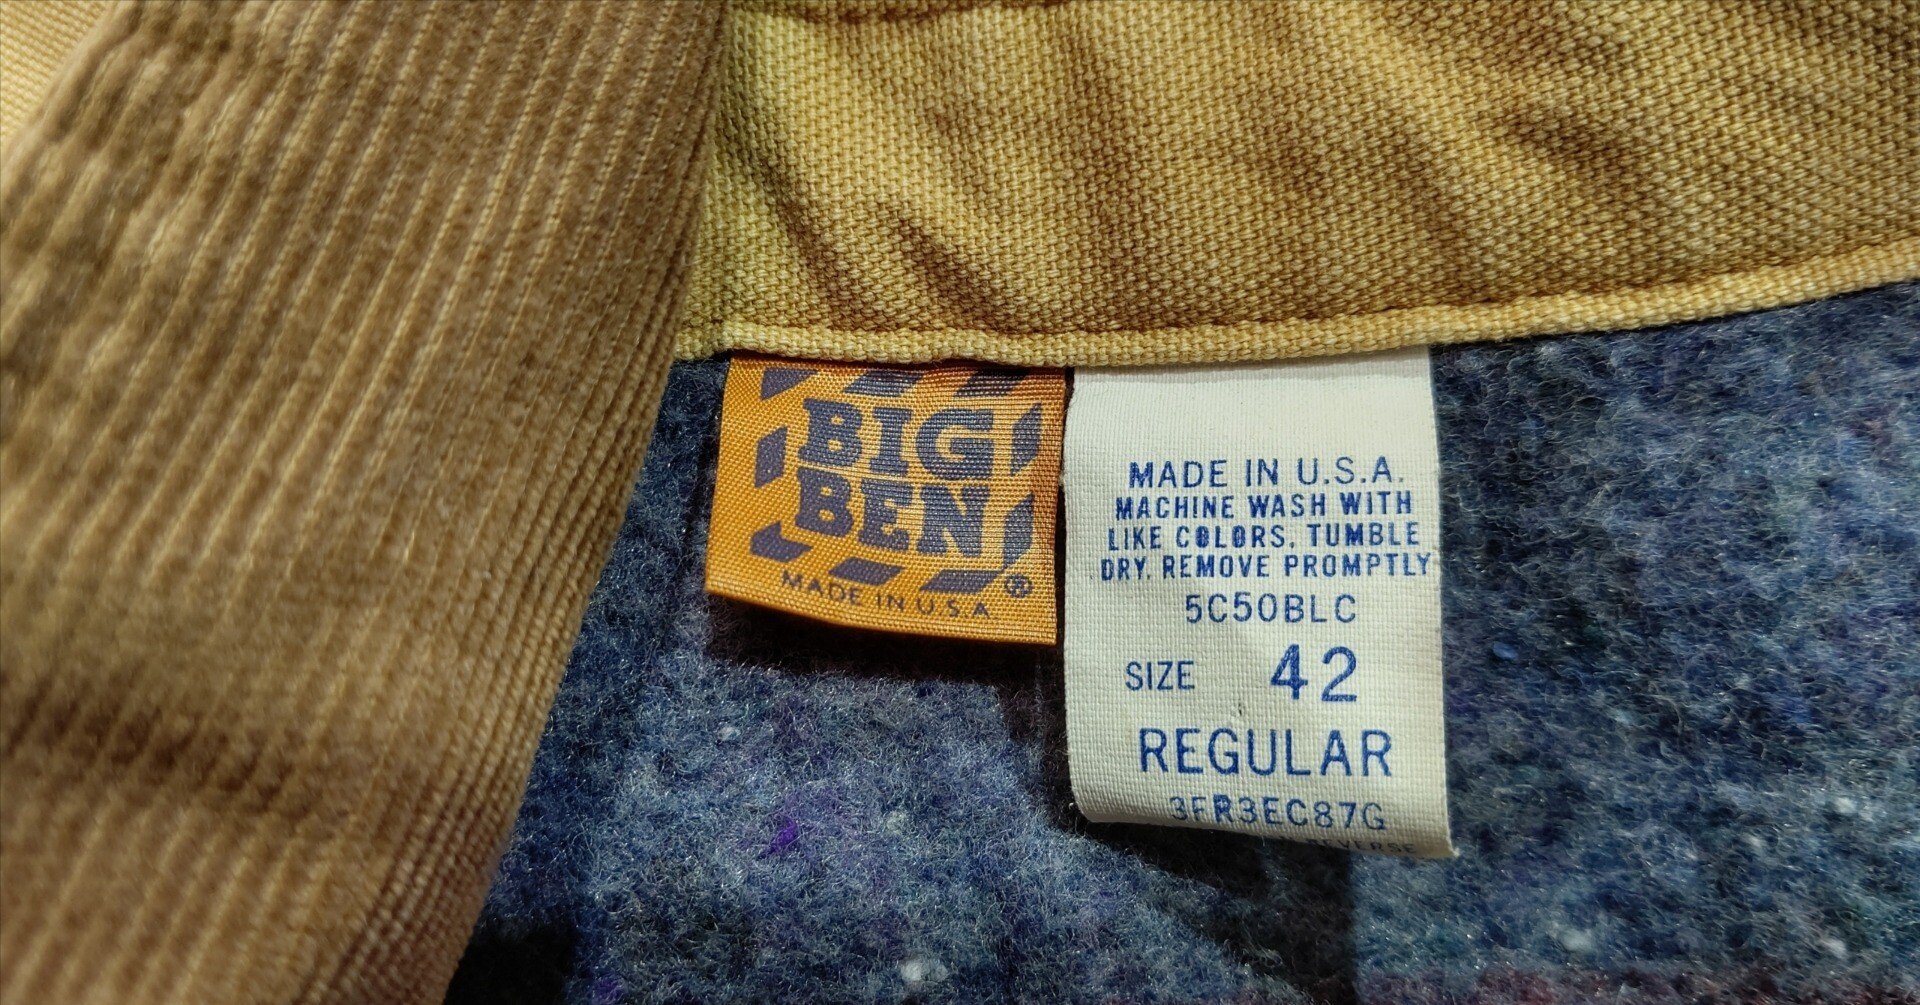 BIG
BEN
®
MADE IN U.S.A.
MADE IN U.S.A.
MACHINE WASH WITH
LIKE COLORS. TUMBLE
DRY. REMOVE PROMPTLY
5C50BLC
SIZE 42
REGULAR
3FR3EC87G
REVERSE